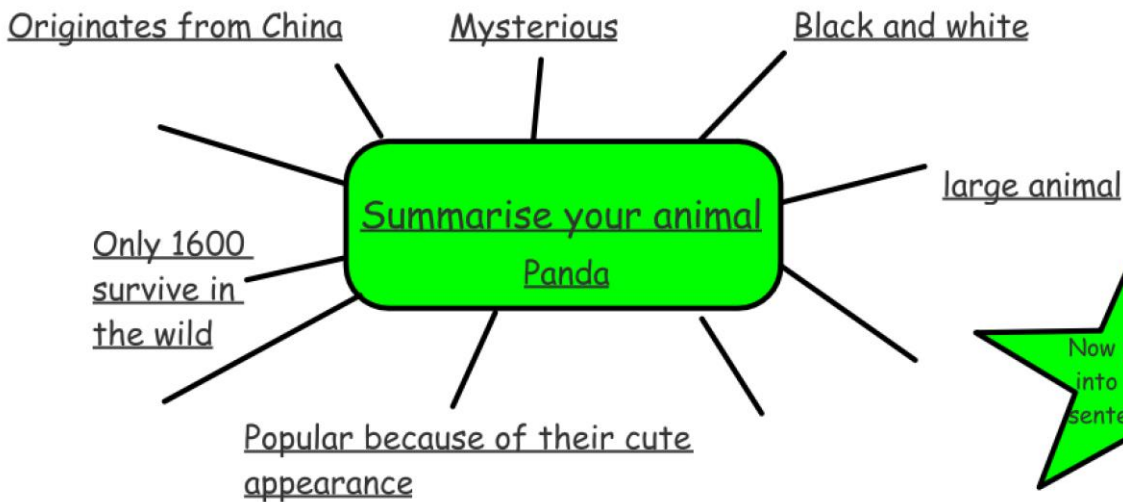 Originates from China
Mysterious
Black and white
large animal
Summarise your animal
Panda
Only 1600
survive in
the wild
Popular because of their cute
appearance
Now
into